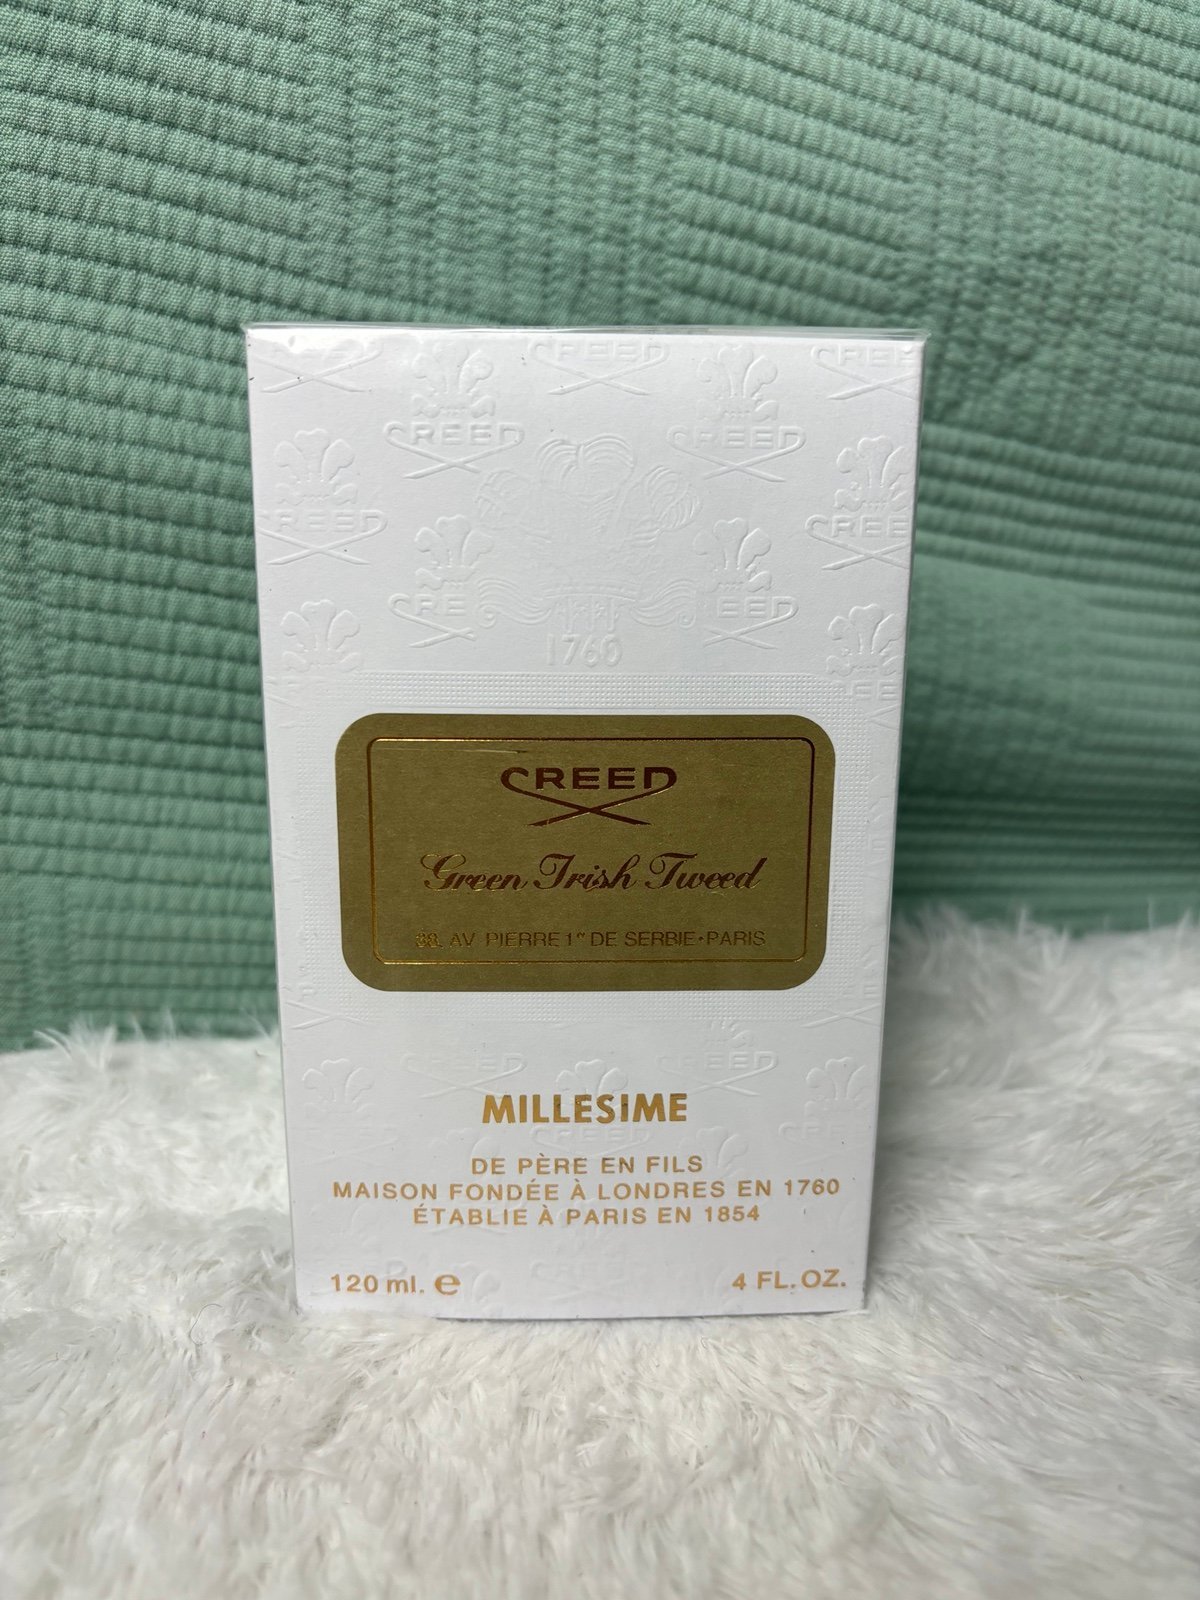 CREED
1760
CREED
Green Irish Tweed
38, AV PIERRE 1er DE SERBIE • PARIS
MILLESIME
DE PÈRE EN FILS
MAISON FONDÉE À LONDRES EN 1760
ÉTABLIE À PARIS EN 1854
120 ml. e
4 FL. OZ.